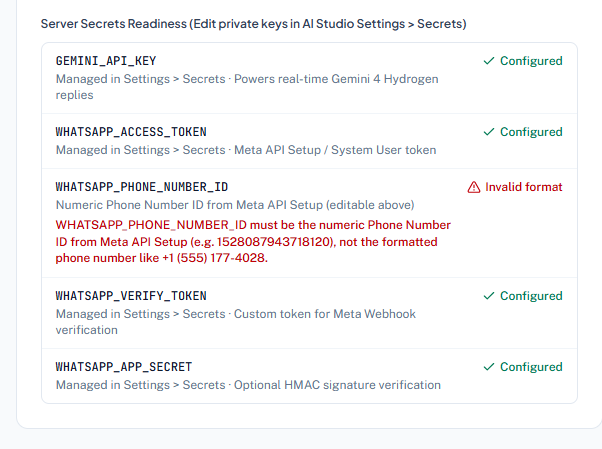 Server Secrets Readiness (Edit private keys in AI Studio Settings > Secrets)
GEMINI_API_KEY
Configured
Managed in Settings > Secrets · Powers real-time Gemini 4 Hydrogen
replies
WHATSAPP_ACCESS_TOKEN
Configured
Managed in Settings > Secrets · Meta API Setup / System User token
WHATSAPP_PHONE_NUMBER_ID
Invalid format
Numeric Phone Number ID from Meta API Setup (editable above)
WHATSAPP_PHONE_NUMBER_ID must be the numeric Phone Number
ID from Meta API Setup (e.g. 1528087943718120), not the formatted
phone number like +1 (555) 177-4028.
WHATSAPP_VERIFY_TOKEN
Configured
Managed in Settings > Secrets · Custom token for Meta Webhook
verification
WHATSAPP_APP_SECRET
Configured
Managed in Settings > Secrets · Optional HMAC signature verification